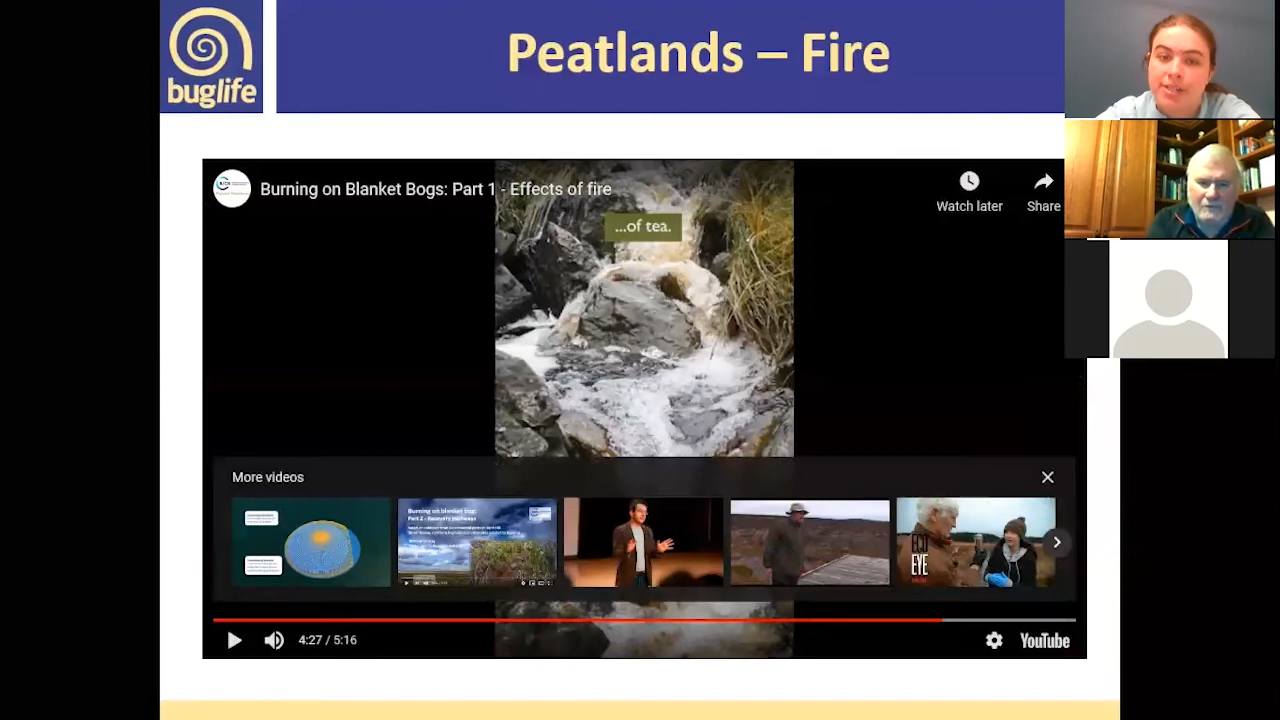 buglife
Peatlands – Fire
Burning on Blanket Bogs: Part 1 - Effects of fire
Watch later
Share
...of tea.
More videos
Burning on blanket bog:
Part 2 - Recovery pathways
ECO
EYE
4:27 / 5:16
YouTube